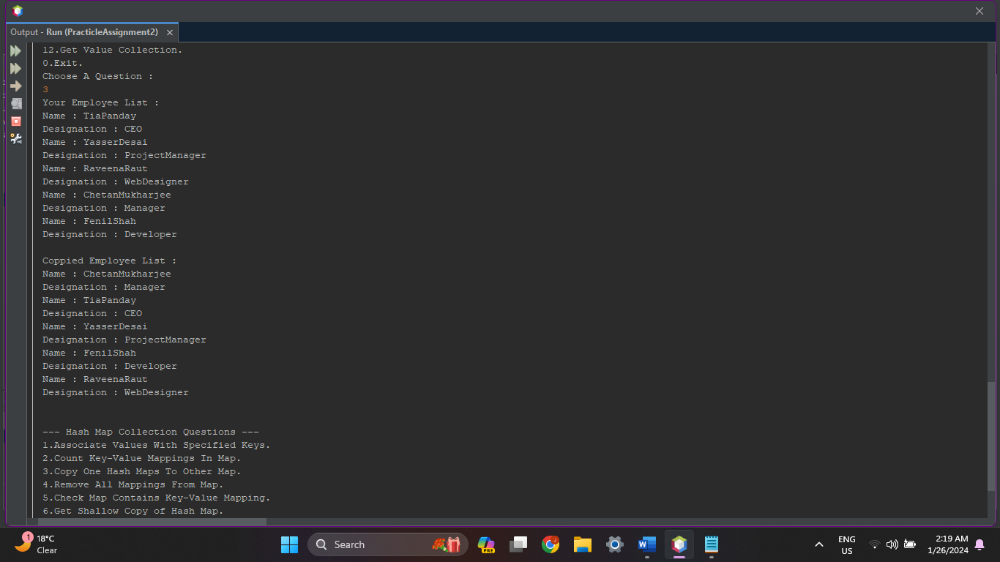 Output - Run (PracticleAssignment2)
12.Get Value Collection.
0.Exit.
Choose A Question :
3
Your Employee List :
Name : TiaPanday
Designation : CEO
Name : YasserDesai
Designation : ProjectManager
Name : RaveenaRaut
Designation : WebDesigner
Name : ChetanMukharjee
Designation : Manager
Name : FenilShah
Designation : Developer
Coppied Employee List :
Name : ChetanMukharjee
Designation : Manager
Name : TiaPanday
Designation : CEO
Name : YasserDesai
Designation : ProjectManager
Name : FenilShah
Designation : Developer
Name : RaveenaRaut
Designation : WebDesigner
--- Hash Map Collection Questions ---
1.Associate Values With Specified Keys.
2.Count Key-Value Mappings In Map.
3.Copy One Hash Maps To Other Map.
4.Remove All Mappings From Map.
5.Check Map Contains Key-Value Mapping.
6.Get Shallow Copy of Hash Map.
1
18°C
Clear
Search
PRE
W
ENG
US
2:19 AM
1/26/2024